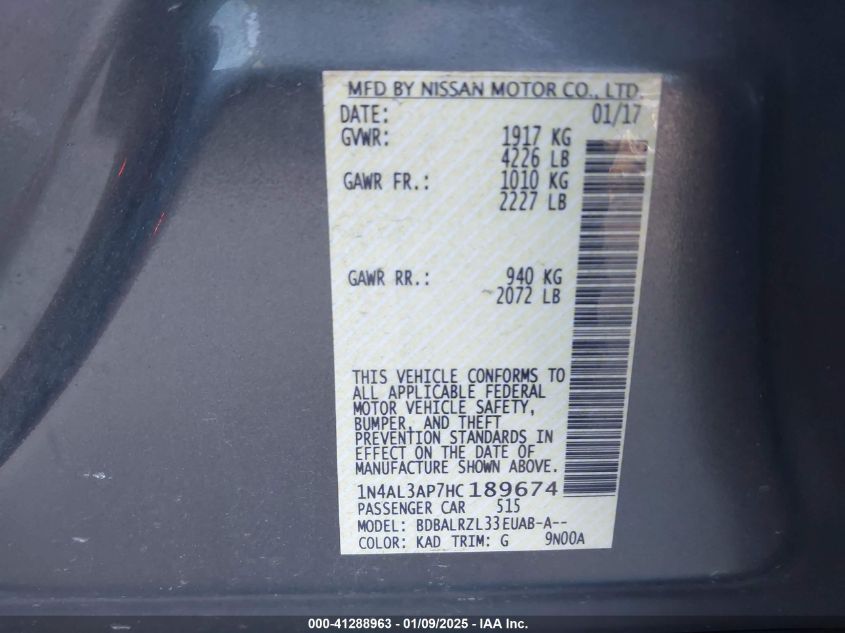 MFD BY NISSAN MOTOR CO., LTD.
DATE: 01/17
GVWR: 1917 KG
4226 LB
GAWR FR.: 1010 KG
2227 LB
GAWR RR.: 940 KG
2072 LB
THIS VEHICLE CONFORMS TO
ALL APPLICABLE FEDERAL
MOTOR VEHICLE SAFETY,
BUMPER, AND THEFT
PREVENTION STANDARDS IN
EFFECT ON THE DATE OF
MANUFACTURE SHOWN ABOVE.
1N4AL3AP7HC189674
PASSENGER CAR 515
MODEL: BDBALRZL33EUAB-A--
COLOR: KAD TRIM: G 9N00A
000-41288963 - 01/09/2025 - IAA Inc.